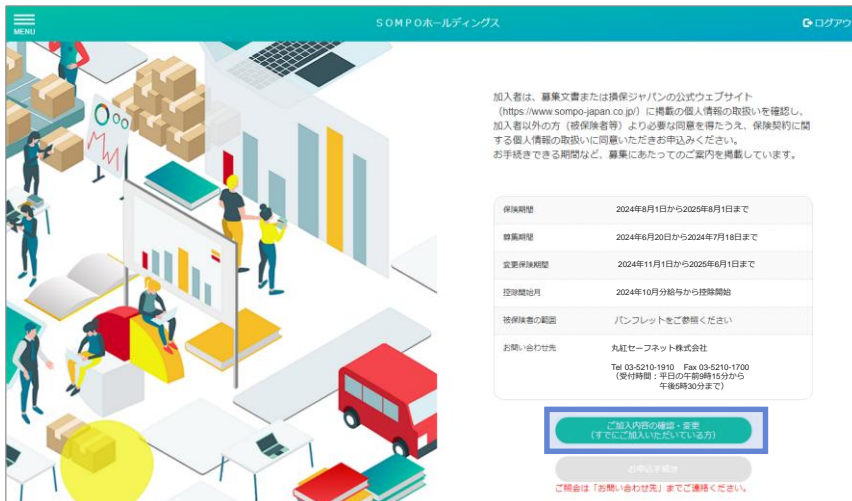 MENU
SOMPOホールディングス
ログアウ
加入者は、募集文書または損保ジャパンの公式ウェブサイト
(https://www.sompo-japan.co.jp/) に掲載の個人情報の取扱いを確認し、
加入者以外の方（被保険者等）より必要な同意を得たうえ、保険契約に関
する個人情報の取扱いに同意いただきお申込みください。
お手続きできる期間など、募集にあたってのご案内を掲載しています。
保険期間 2024年8月1日から2025年8月1日まで
募集期間 2024年6月20日から2024年7月18日まで
変更保険期間 2024年11月1日から2025年6月1日まで
控除開始月 2024年10月分給与から控除開始
被保険者の範囲 パンフレットをご参照ください
お問い合わせ先 丸紅セーフネット株式会社
Tel 03-5210-1910 Fax 03-5210-1700
（受付時間：平日の午前9時15分から
午後5時30分まで）
ご加入内容の確認・変更
（すでにご加入いただいている方）
お申込手続き
ご照会は「お問い合わせ先」までご連絡ください。